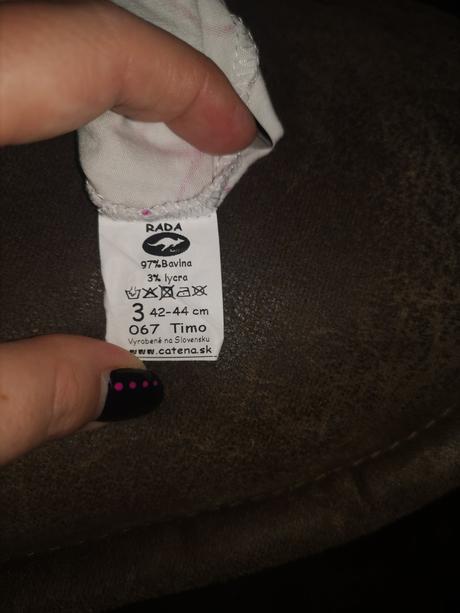 RADA
97%Bavlna
3% lycra
3 42-44 cm
067 Timo
Vyrobené na Slovensku
www.catena.sk